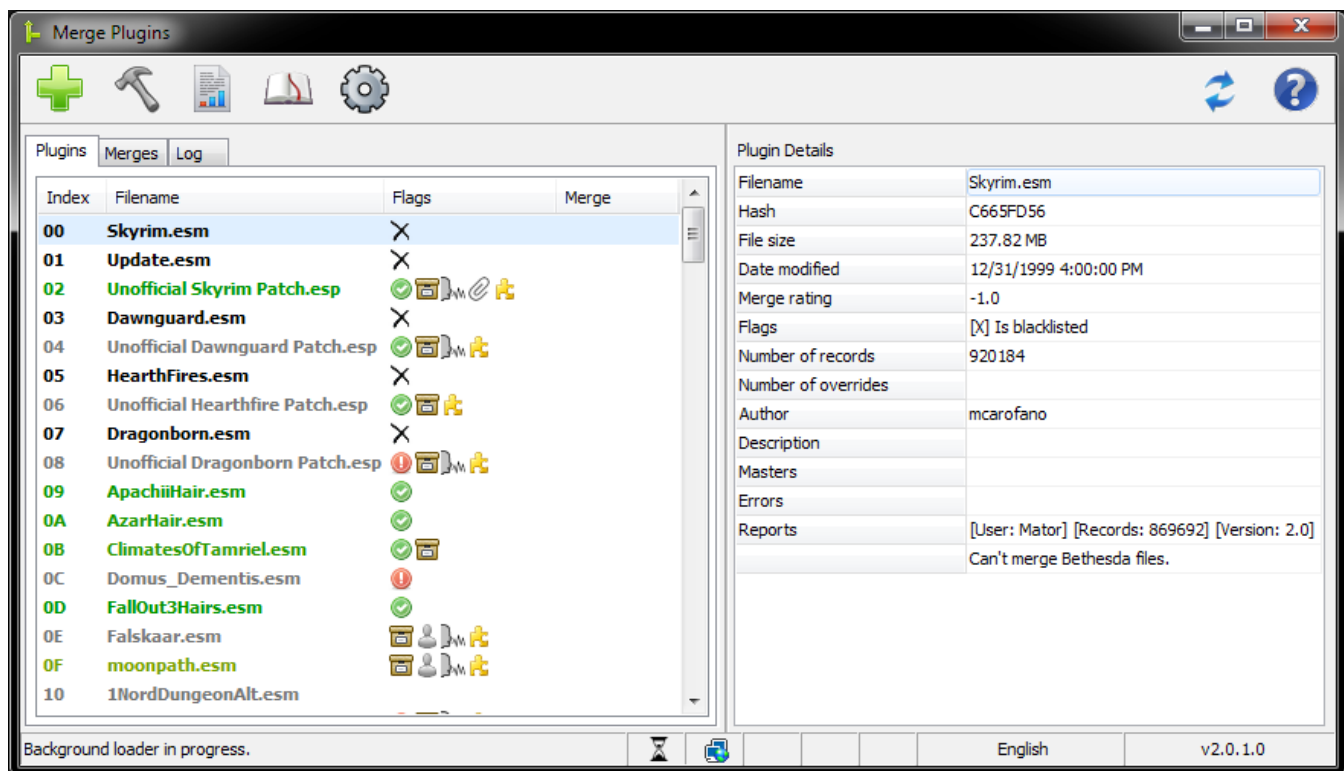 Merge Plugins
Plugins Merges Log
Index Filename Flags Merge
00 Skyrim.esm
01 Update.esm
02 Unofficial Skyrim Patch.esp
03 Dawnguard.esm
04 Unofficial Dawnguard Patch.esp
05 HearthFires.esm
06 Unofficial Hearthfire Patch.esp
07 Dragonborn.esm
08 Unofficial Dragonborn Patch.esp
09 ApachiiHair.esm
0A AzarHair.esm
0B ClimatesOfTamriel.esm
0C Domus_Dementis.esm
0D FallOut3Hairs.esm
0E Falskaar.esm
0F moonpath.esm
10 1NordDungeonAlt.esm
Plugin Details
Filename Skyrim.esm
Hash C665FD56
File size 237.82 MB
Date modified 12/31/1999 4:00:00 PM
Merge rating -1.0
Flags [X] Is blacklisted
Number of records 920184
Number of overrides
Author mcarofano
Description
Masters
Errors
Reports [User: Mator] [Records: 869692] [Version: 2.0]
Can't merge Bethesda files.
Background loader in progress. English v2.0.1.0